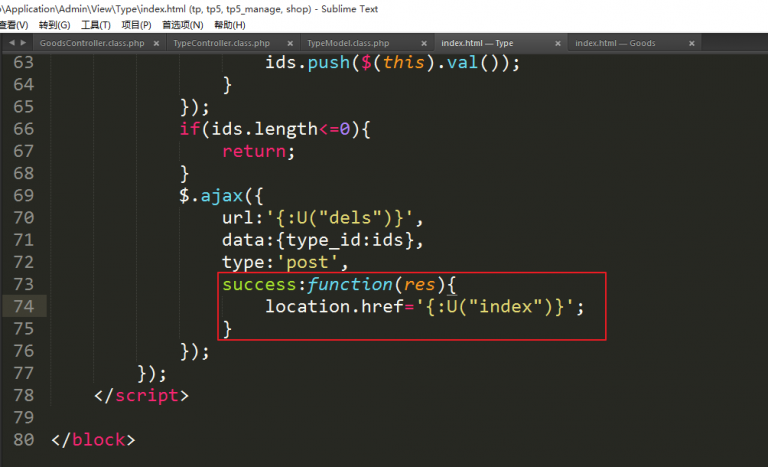 \Application\Admin\View\Type\index.html (tp, tp5, tp5_manage, shop) - Sublime Text
查看(V) 转到(G) 工具(T) 项目(P) 首选项(N) 帮助(H)
GoodsController.class.php × TypeController.class.php × TypeModel.class.php × index.html — Type × index.html — Goods ×
63 ids.push($(this).val());
64 }
65 });
66 if(ids.length<=0){
67 return;
68 }
69 $.ajax({
70 url:'{:U("dels")}',
71 data:{type_id:ids},
72 type:'post',
73 success:function(res){
74 location.href='{:U("index")}';
75 }
76 });
77 });
78 </script>
79
80 </block>